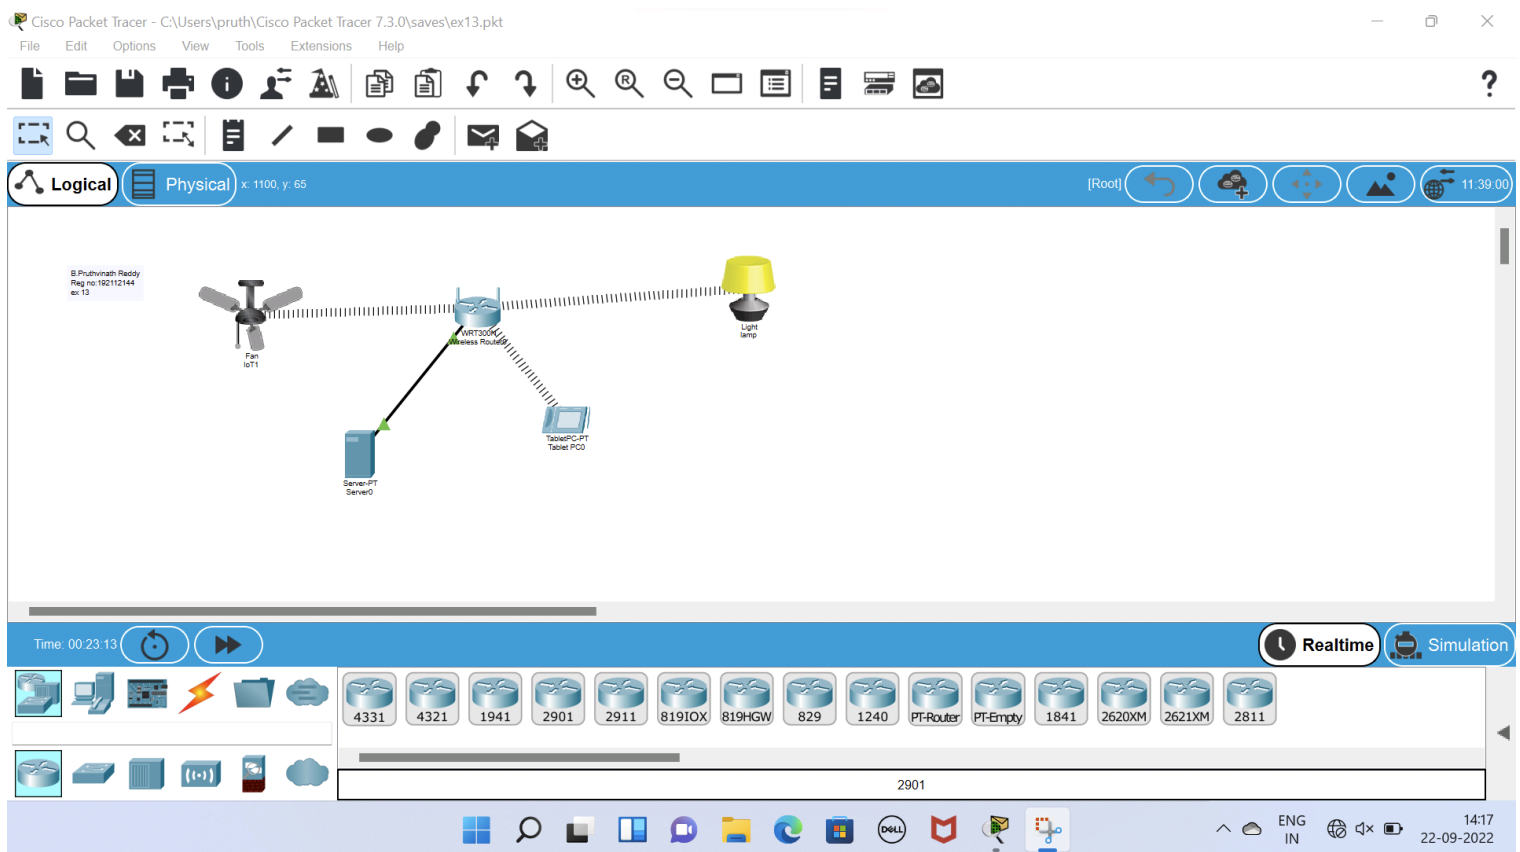 Cisco Packet Tracer - C:\Users\pruth\Cisco Packet Tracer 7.3.0\saves\ex13.pkt
File Edit Options View Tools Extensions Help
Logical Physical x: 1100, y: 65 [Root] 11:39:00
B.Pruthvinath Reddy
Reg no:192112144
ex 13
Fan
IoT1
WRT300N
Wireless Router0
Light
lamp
TabletPC-PT
Tablet PC0
Server-PT
Server0
Time: 00:23:13 Realtime Simulation
4331 4321 1941 2901 2911 819IOX 819HGW 829 1240 PT-Router PT-Empty 1841 2620XM 2621XM 2811
2901
DELL
ENG
IN
14:17
22-09-2022